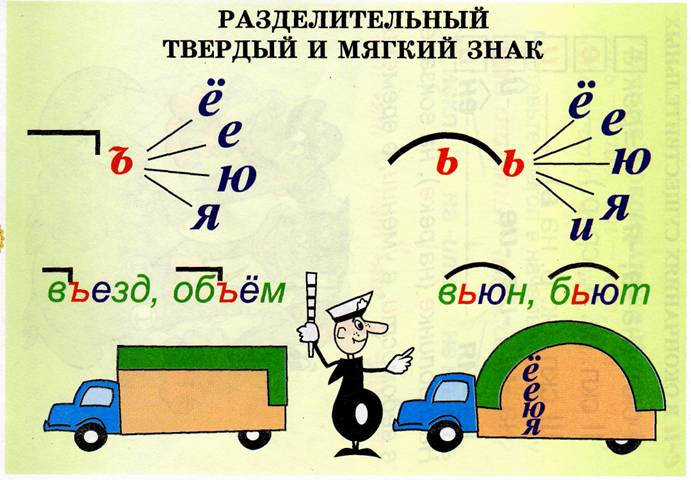 РАЗДЕЛИТЕЛЬНЫЙ
ТВЕРДЫЙ И МЯГКИЙ ЗНАК
ъ
ё
е
ю
я
ь
ь
ё
е
ю
я
и
въезд, объём
вьюн, бьют
ё
е
ю
я